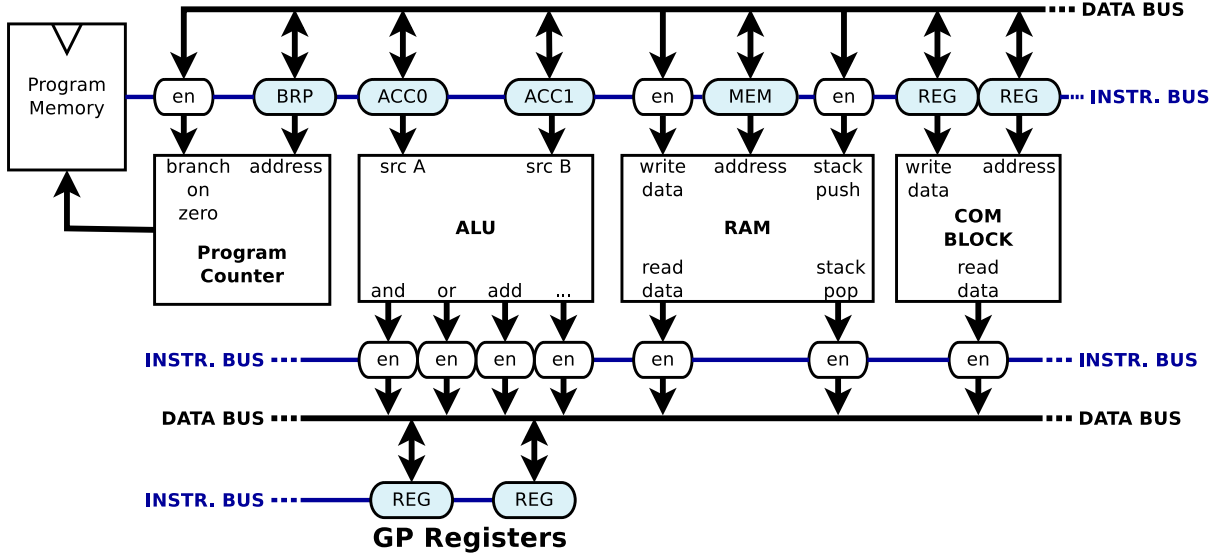 DATA BUS
Program
Memory
en
BRP
ACC0
ACC1
en
MEM
en
REG
REG
INSTR. BUS
branch
on
zero
address
Program
Counter
src A
src B
ALU
and
or
add
...
write
data
address
stack
push
RAM
read
data
stack
pop
write
data
address
COM
BLOCK
read
data
INSTR. BUS
en
en
en
en
en
en
en
INSTR. BUS
DATA BUS
DATA BUS
INSTR. BUS
REG
REG
GP Registers